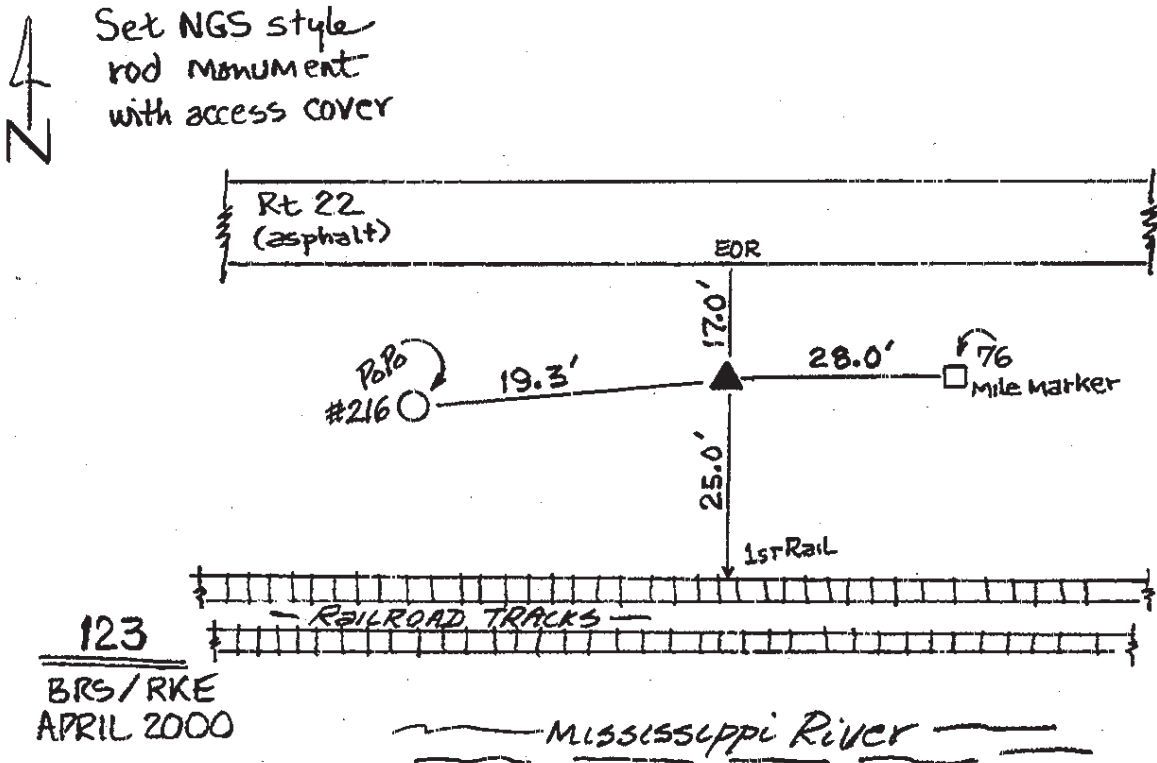 Set NGS style
rod Monument
with access cover
N
Rt 22
(asphalt)
EOR
17.0'
PoPo
#216
19.3'
28.0'
76
Mile Marker
25.0'
1st Rail
RAILROAD TRACKS
123
BRS/RKE
APRIL 2000
Mississippi River